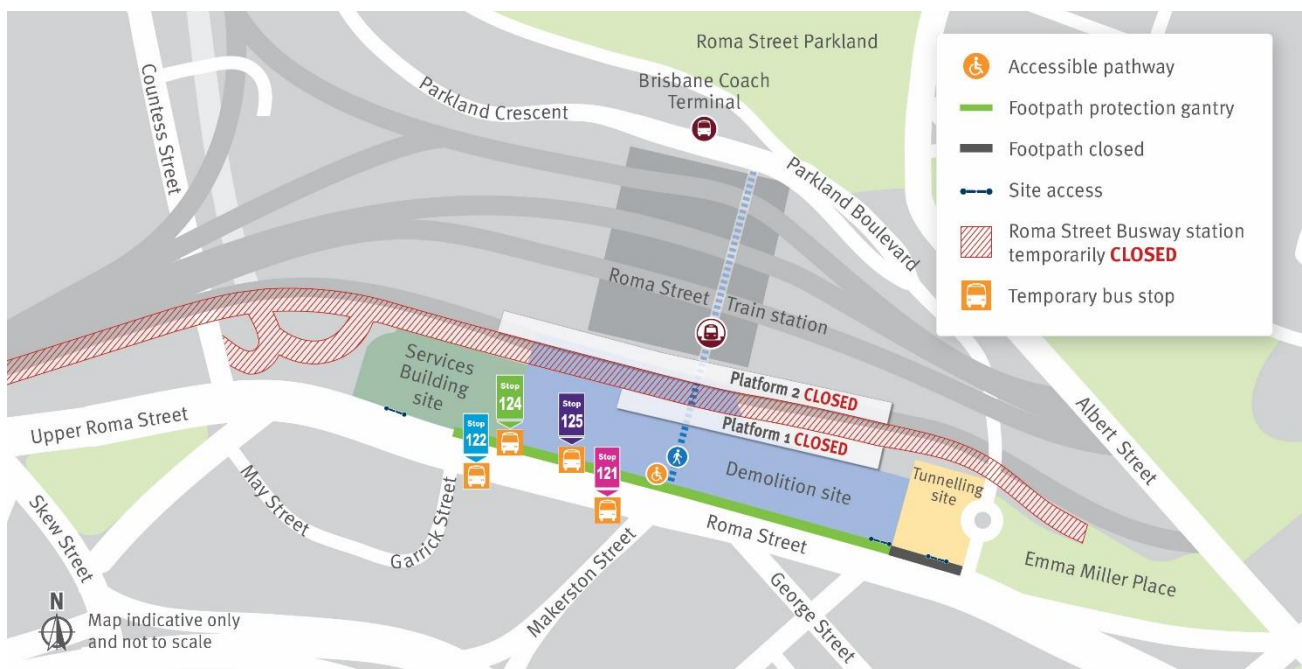 Roma Street Parkland
Brisbane Coach
Terminal
Parkland Crescent
Countess Street
Parkland Boulevard
Roma Street Train station
Albert Street
Accessible pathway
Footpath protection gantry
Footpath closed
Site access
Roma Street Busway station
temporarily CLOSED
Temporary bus stop
Services
Building
site
Platform 2 CLOSED
Platform 1 CLOSED
Stop
124
Stop
125
Stop
122
Stop
121
Upper Roma Street
Demolition site
Tunnelling
site
May Street
Garrick Street
Skew Street
Roma Street
Makerston Street
George Street
Emma Miller Place
N
Map indicative only
and not to scale